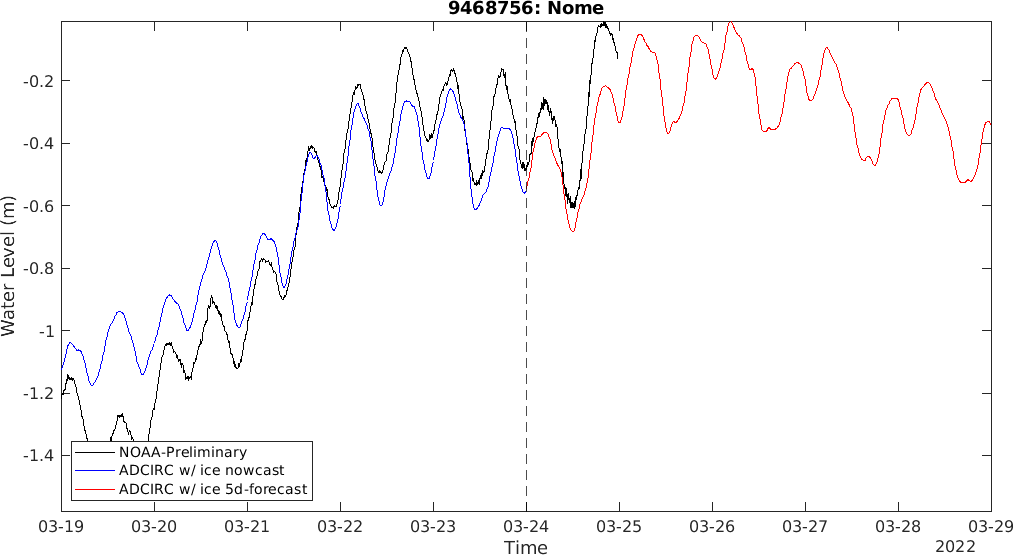 9468756: Nome
Water Level (m)
-0.2
-0.4
-0.6
-0.8
-1
-1.2
-1.4
NOAA-Preliminary
ADCIRC w/ ice nowcast
ADCIRC w/ ice 5d-forecast
03-19 03-20 03-21 03-22 03-23 03-24 03-25 03-26 03-27 03-28 03-29
Time
2022